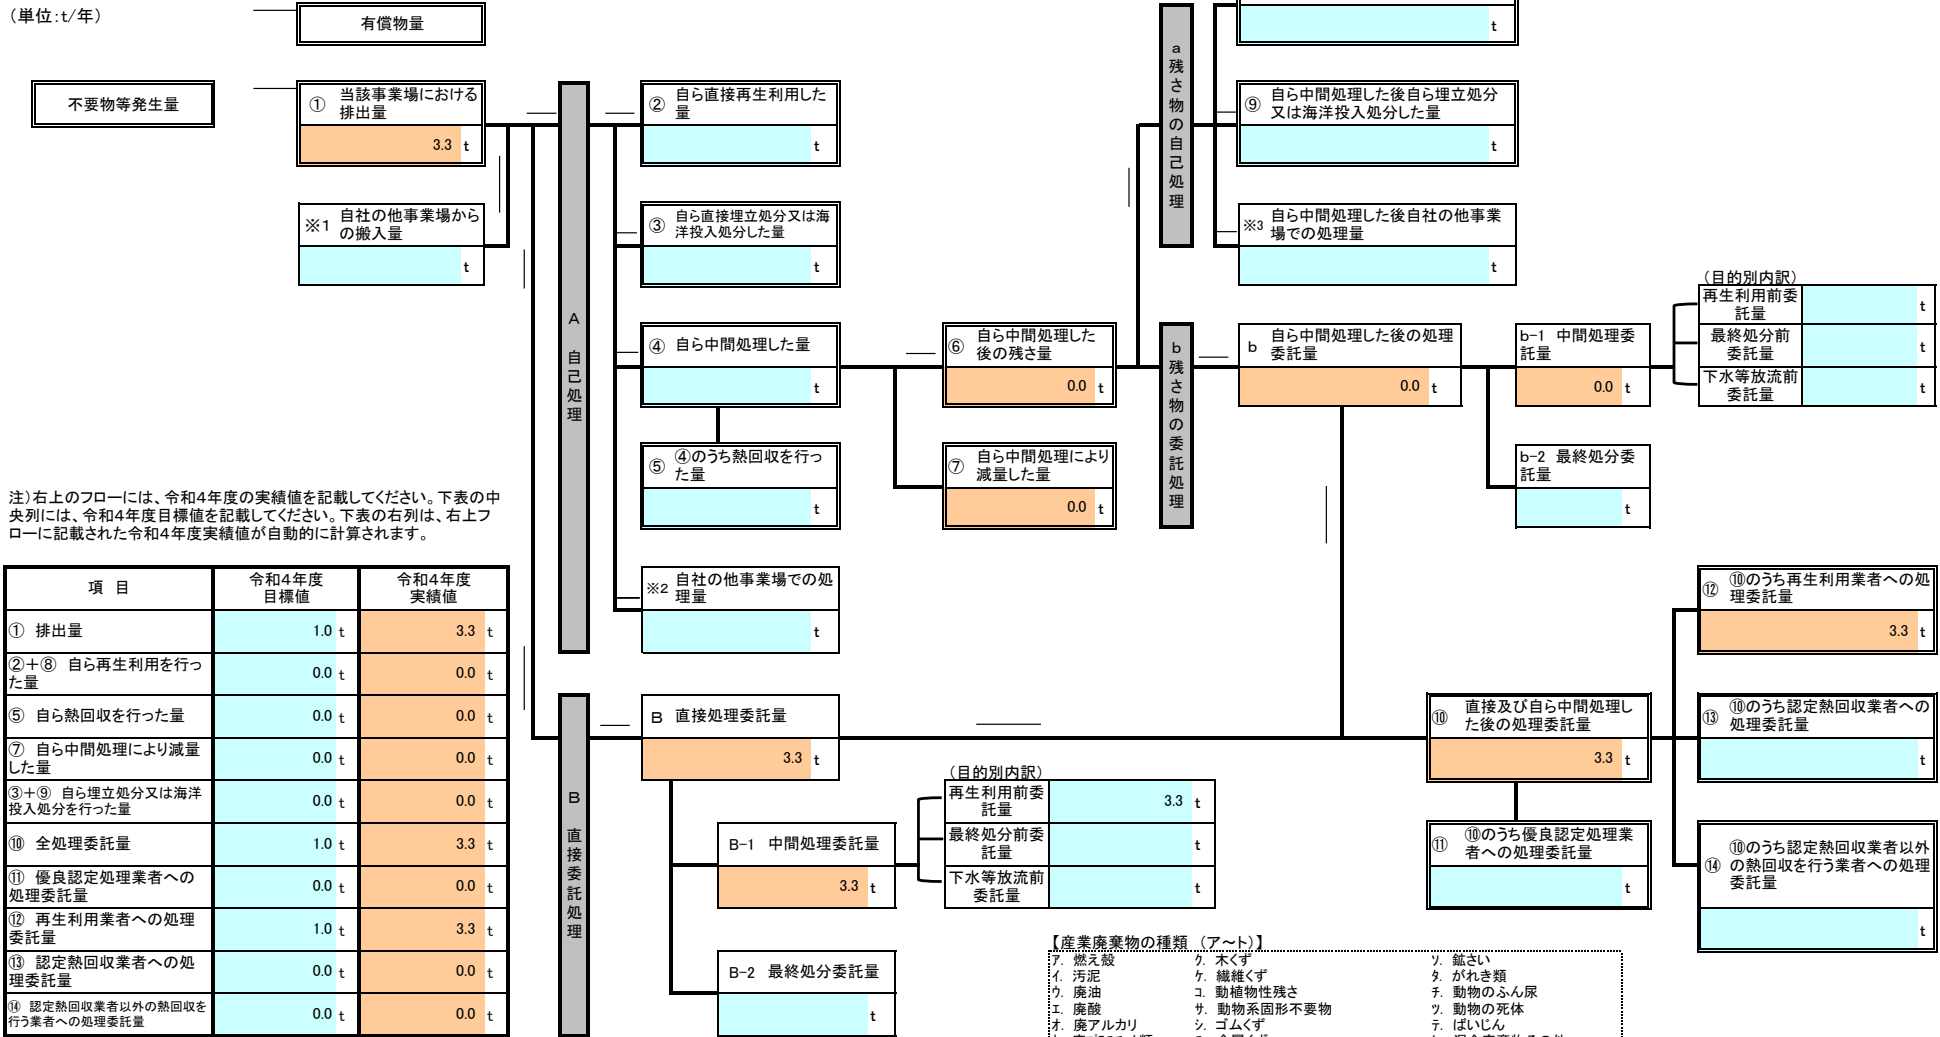 (単位:t/年)
有償物量
不要物等発生量
① 当該事業場における
排出量
3.3 t
※1 自社の他事業場から
の搬入量
t
A 自己処理
② 自ら直接再生利用した
量
t
③ 自ら直接埋立処分又は海
洋投入処分した量
t
④ 自ら中間処理した量
t
⑤ ④のうち熱回収を行っ
た量
t
※2 自社の他事業場での処
理量
t
⑥ 自ら中間処理した
後の残さ量
0.0 t
⑦ 自ら中間処理により
減量した量
0.0 t
a 残さ物の自己処理
t
⑨ 自ら中間処理した後自ら埋立処分
又は海洋投入処分した量
t
※3 自ら中間処理した後自社の他事業
場での処理量
t
b 残さ物の委託処理
b 自ら中間処理した後の処理
委託量
0.0 t
b-1 中間処理委
託量
0.0 t
b-2 最終処分委
託量
t
(目的別内訳)
再生利用前委
託量
t
最終処分前
委託量
t
下水等放流前
委託量
t
注)右上のフローには、令和4年度の実績値を記載してください。下表の中
央列には、令和4年度目標値を記載してください。下表の右列は、右上フ
ローに記載された令和4年度実績値が自動的に計算されます。
項 目 令和4年度
目標値 令和4年度
実績値
① 排出量 1.0 t 3.3 t
②+⑧ 自ら再生利用を行っ
た量 0.0 t 0.0 t
⑤ 自ら熱回収を行った量 0.0 t 0.0 t
⑦ 自ら中間処理により減量
した量 0.0 t 0.0 t
③+⑨ 自ら埋立処分又は海洋
投入処分を行った量 0.0 t 0.0 t
⑩ 全処理委託量 1.0 t 3.3 t
⑪ 優良認定処理業者への
処理委託量 0.0 t 0.0 t
⑫ 再生利用業者への処理
委託量 1.0 t 3.3 t
⑬ 認定熱回収業者への処
理委託量 0.0 t 0.0 t
⑭ 認定熱回収業者以外の熱回収を
行う業者への処理委託量 0.0 t 0.0 t
B 直接委託処理
B 直接処理委託量
3.3 t
B-1 中間処理委託量
3.3 t
B-2 最終処分委託量
t
(目的別内訳)
再生利用前委
託量
3.3 t
最終処分前委
託量
t
下水等放流前
委託量
t
⑩ 直接及び自ら中間処理し
た後の処理委託量
3.3 t
⑪ ⑩のうち優良認定処理業
者への処理委託量
t
⑫ ⑩のうち再生利用業者への処
理委託量
3.3 t
⑬ ⑩のうち認定熱回収業者への
処理委託量
t
⑭ ⑩のうち認定熱回収業者以外
の熱回収を行う業者への処理
委託量
t
【産業廃棄物の種類 (ア～ト)】
ア. 燃え殻 ク. 木くず ソ. 鉱さい
イ. 汚泥 ケ. 繊維くず タ. がれき類
ウ. 廃油 コ. 動植物性残さ チ. 動物のふん尿
エ. 廃酸 サ. 動物系固形不要物 ツ. 動物の死体
オ. 廃アルカリ シ. ゴムくず テ. ばいじん